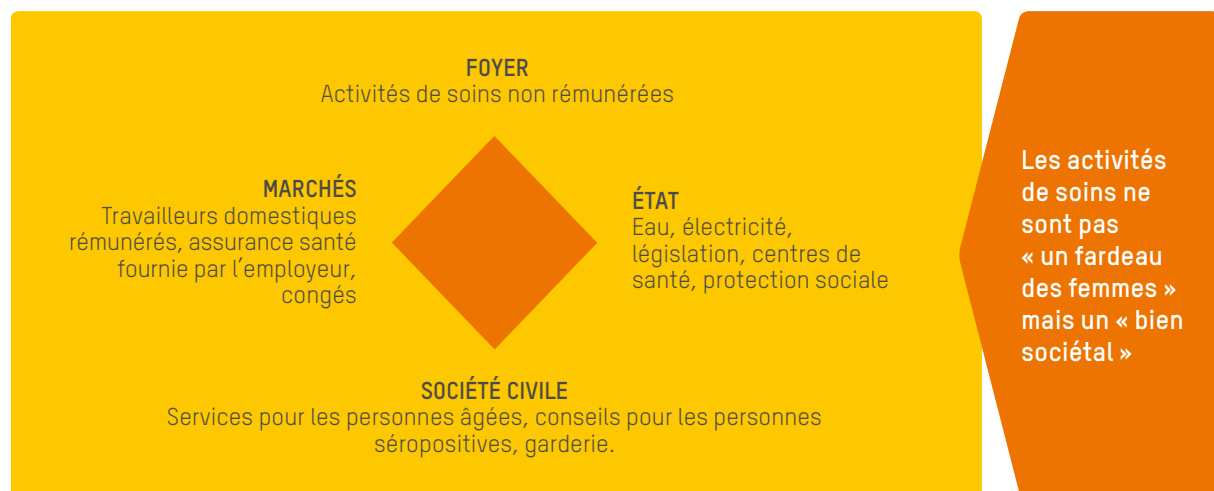 FOYER
Activités de soins non rémunérées
MARCHÉS
Travailleurs domestiques
rémunérés, assurance santé
fournie par l’employeur,
congés
ÉTAT
Eau, électricité,
législation, centres de
santé, protection sociale
SOCIÉTÉ CIVILE
Services pour les personnes âgées, conseils pour les personnes
séropositives, garderie.
Les activités
de soins ne
sont pas
« un fardeau
des femmes »
mais un « bien
sociétal »